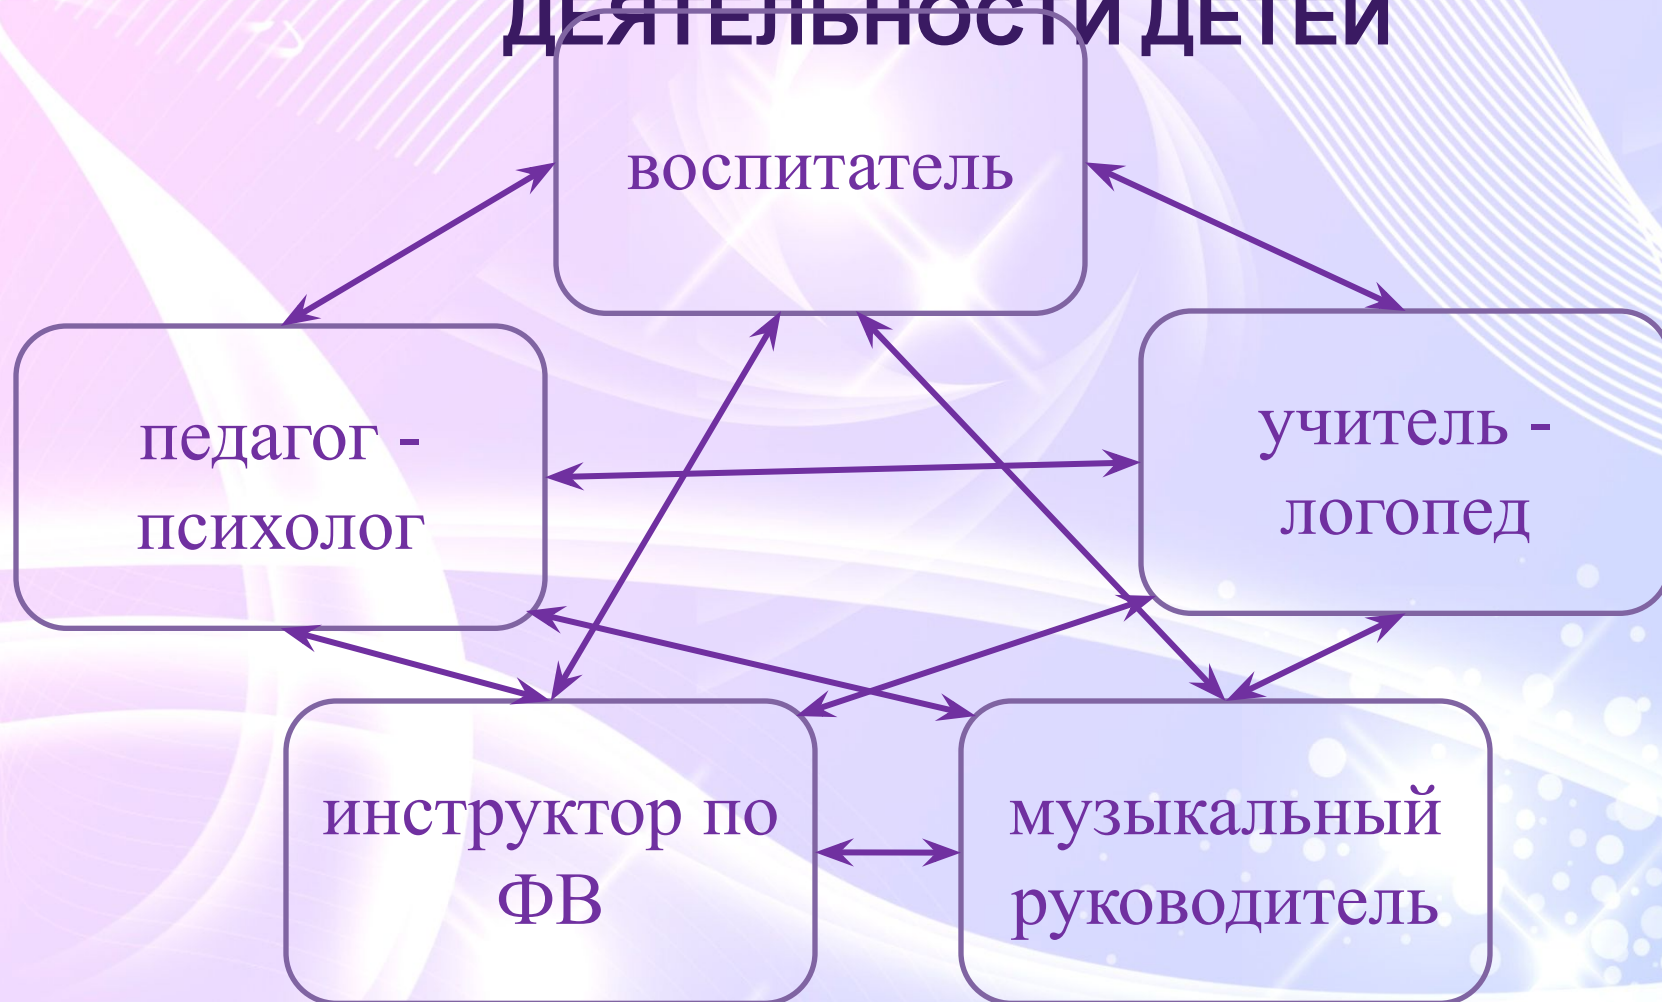 ДЕЯТЕЛЬНОСТИ ДЕТЕЙ
воспитатель
педагог -
психолог
учитель -
логопед
инструктор по
ФВ
музыкальный
руководитель